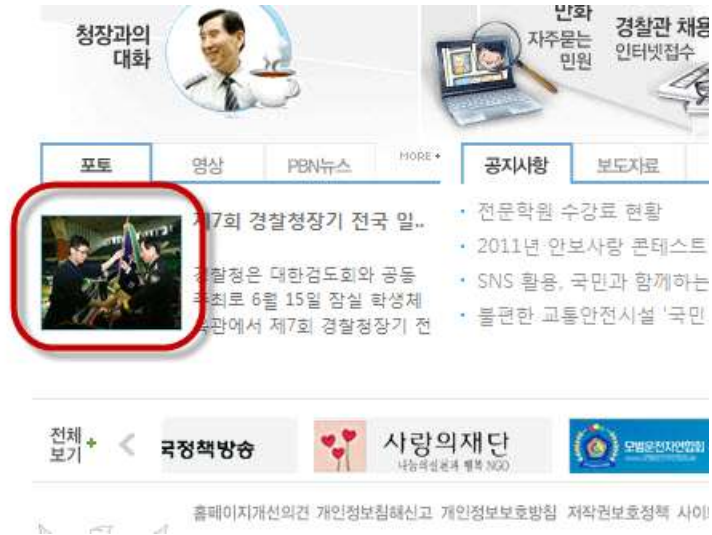 청장과의
대화
만화
자주묻는
민원
경찰관 채용
인터넷접수
포토
영상
PBN뉴스
MORE +
공지사항
보도자료
제7회 경찰청장기 전국 일..
경찰청은 대한검도회와 공동
주최로 6월 15일 잠실 학생체
육관에서 제7회 경찰청장기 전
· 전문학원 수강료 현황
· 2011년 안보사랑 콘테스트
· SNS 활용, 국민과 함께하는
· 불편한 교통안전시설 '국민
전체 +
보기
국정책방송
사랑의재단
나눔의실천과 행복 NGO
모범운전자연합회
홈페이지개선의견 개인정보침해신고 개인정보보호방침 저작권보호정책